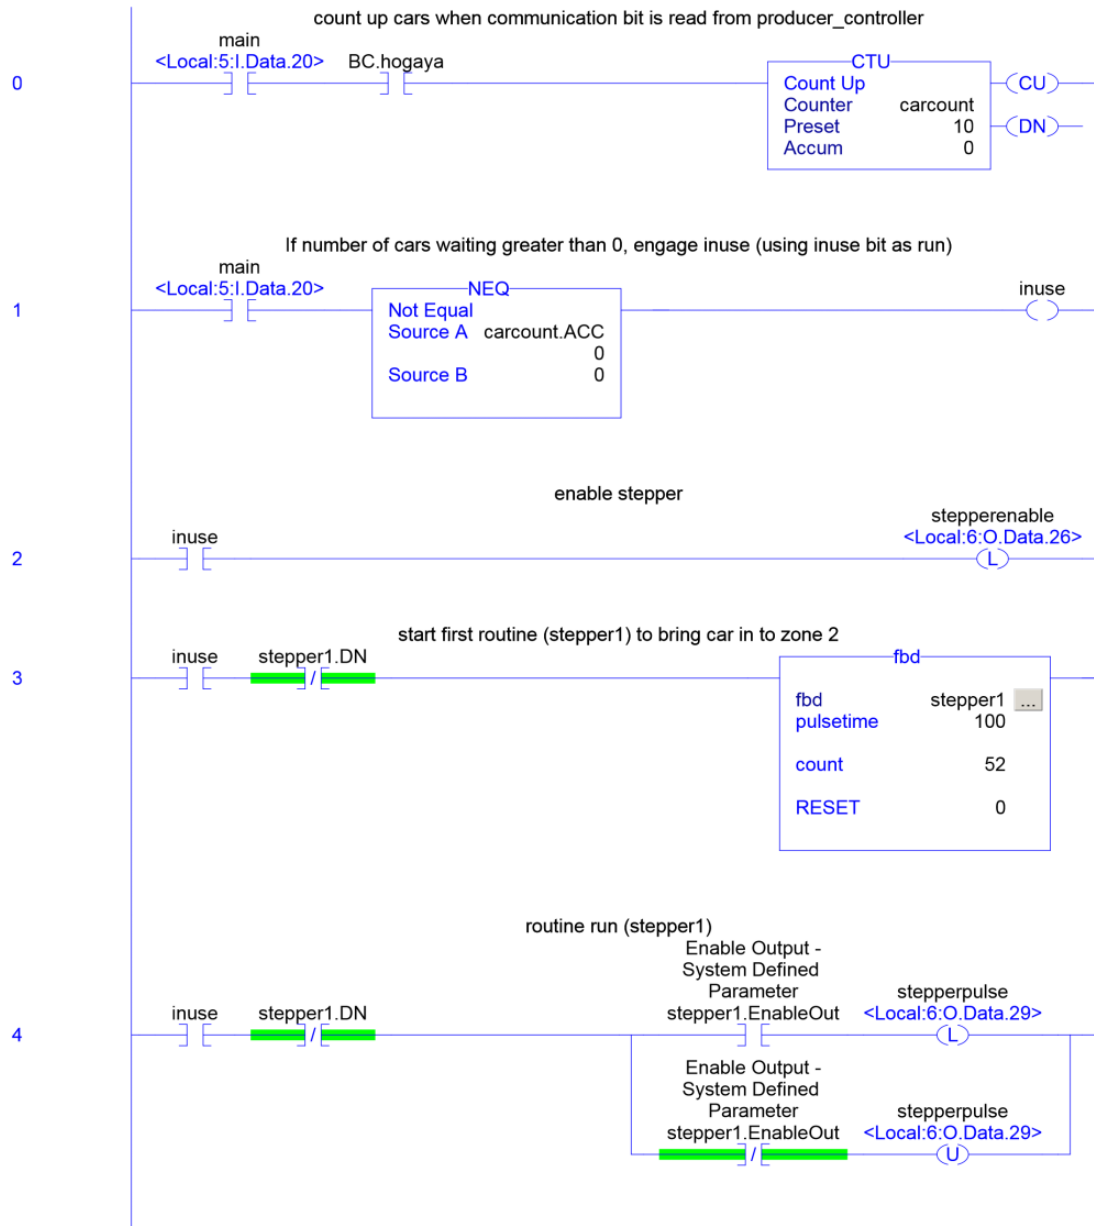 count up cars when communication bit is read from producer_controller
main
<Local:5:I.Data.20> BC.hogaya
0
CTU
Count Up
Counter carcount
Preset 10
Accum 0
CU
DN
If number of cars waiting greater than 0, engage inuse (using inuse bit as run)
main
<Local:5:I.Data.20>
1
NEQ
Not Equal
Source A carcount.ACC
0
Source B 0
inuse
enable stepper
inuse
2
stepperenable
<Local:6:O.Data.26>
L
start first routine (stepper1) to bring car in to zone 2
inuse stepper1.DN
3
/
fbd
fbd stepper1 ...
pulsetime 100
count 52
RESET 0
routine run (stepper1)
inuse stepper1.DN
4
/
Enable Output -
System Defined
Parameter
stepper1.EnableOut
stepperpulse
<Local:6:O.Data.29>
L
Enable Output -
System Defined
Parameter
stepper1.EnableOut
/
stepperpulse
<Local:6:O.Data.29>
U